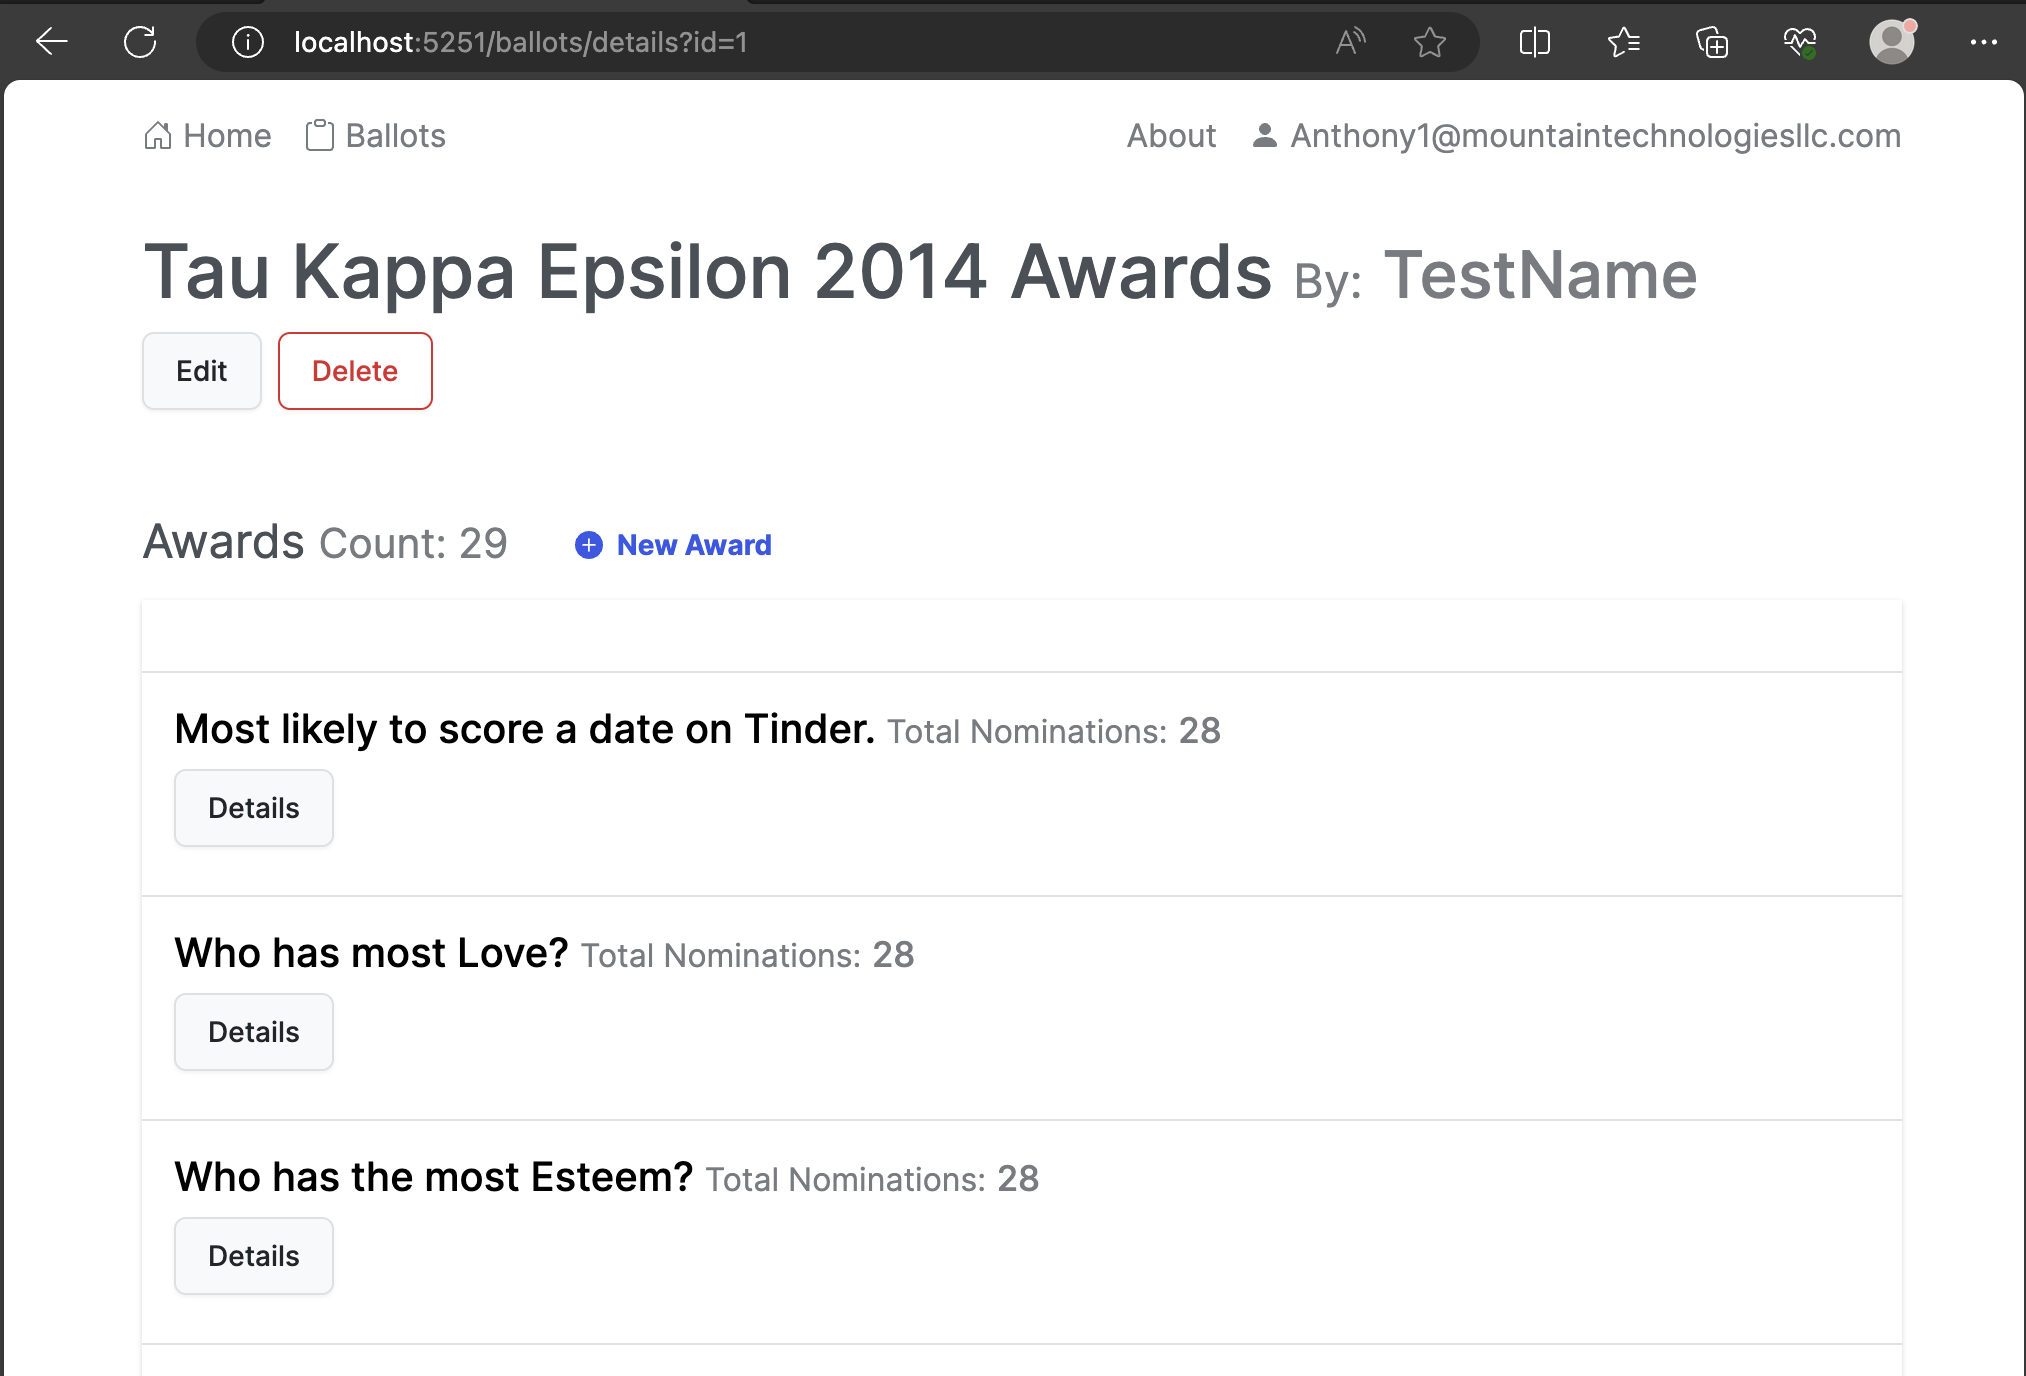 localhost:5251/ballots/details?id=1
Home Ballots About Anthony1@mountaintechnologiesllc.com
Tau Kappa Epsilon 2014 Awards By: TestName
Edit Delete
Awards Count: 29 New Award
Most likely to score a date on Tinder. Total Nominations: 28
Details
Who has most Love? Total Nominations: 28
Details
Who has the most Esteem? Total Nominations: 28
Details